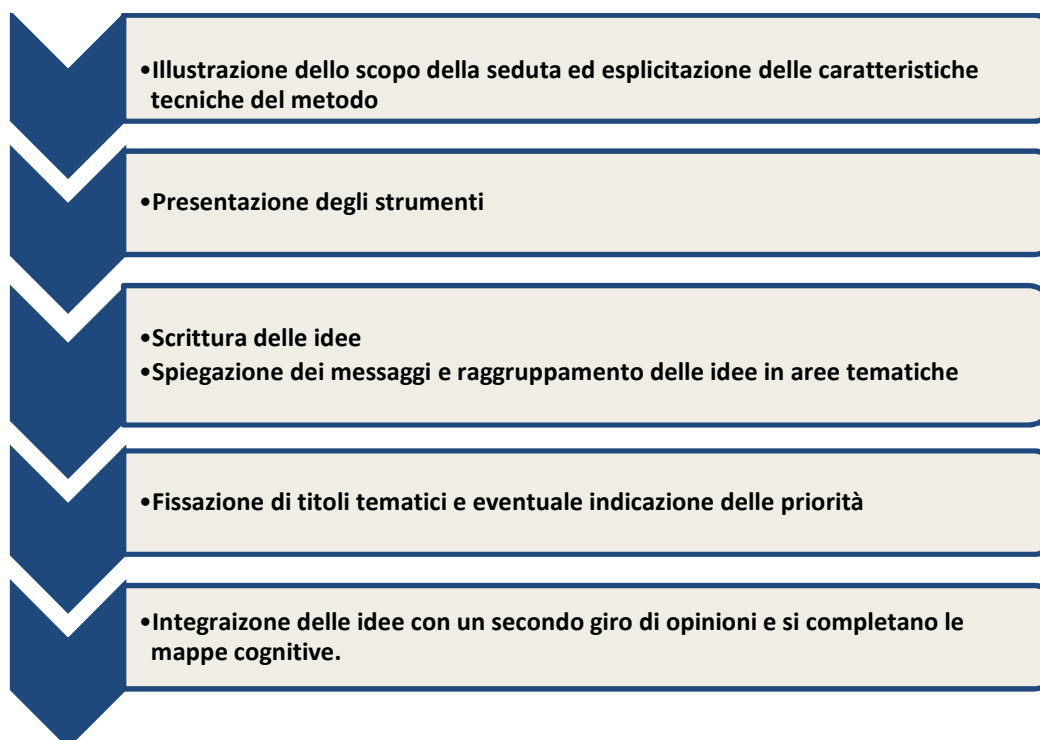 •Illustrazione dello scopo della seduta ed esplicitazione delle caratteristiche
tecniche del metodo
•Presentazione degli strumenti
•Scrittura delle idee
•Spiegazione dei messaggi e raggruppamento delle idee in aree tematiche
•Fissazione di titoli tematici e eventuale indicazione delle priorità
•Integraizone delle idee con un secondo giro di opinioni e si completano le
mappe cognitive.